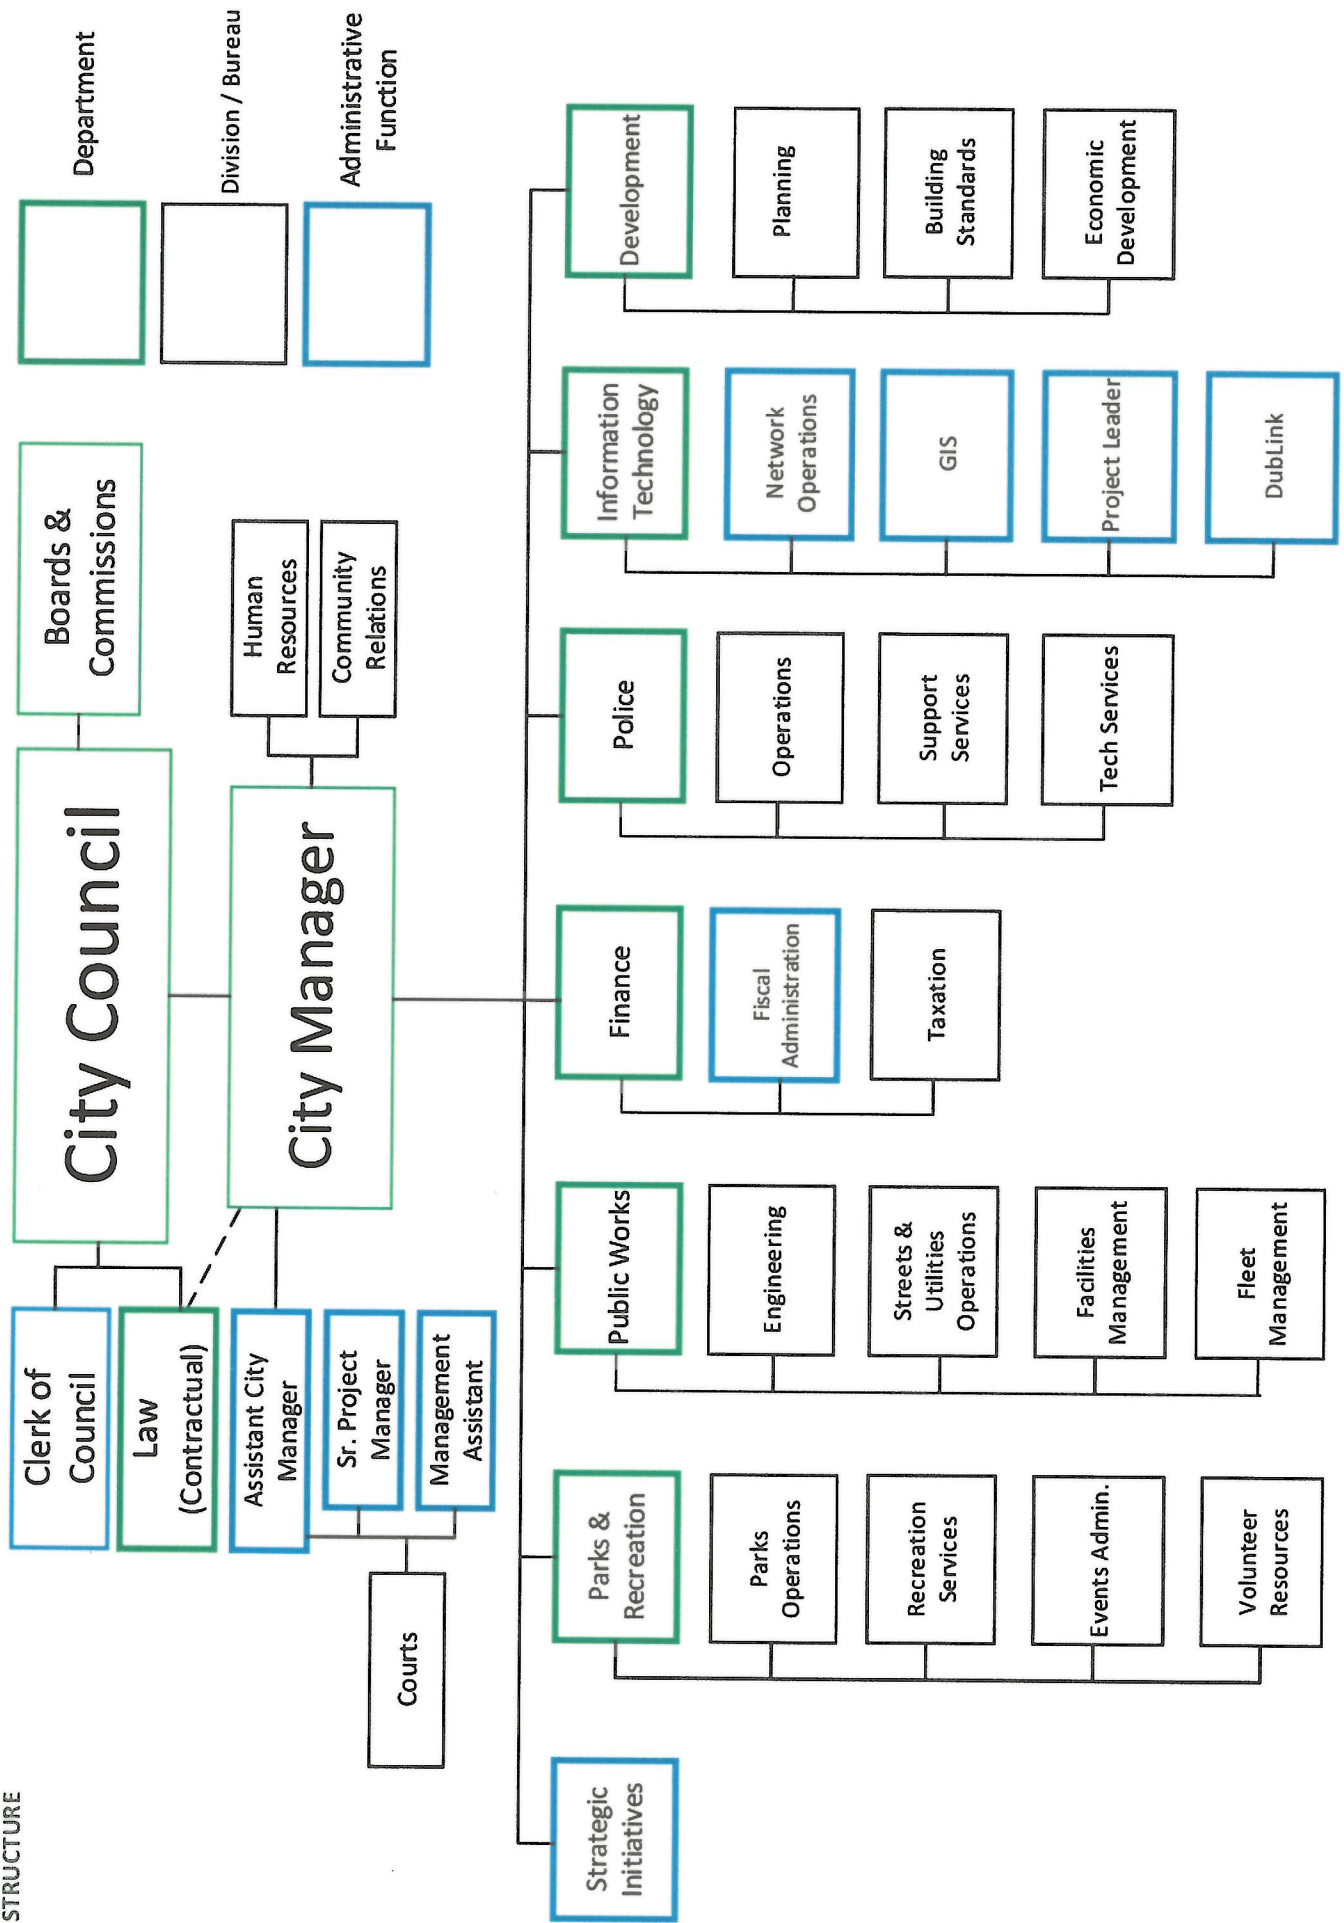 STRUCTURE
Clerk of
Council
Law
(Contractual)
City Council
Boards &
Commissions
Department
Division / Bureau
Administrative
Function
Assistant City
Manager
Sr. Project
Manager
Management
Assistant
Courts
City Manager
Human
Resources
Community
Relations
Strategic
Initiatives
Parks &
Recreation
Parks
Operations
Recreation
Services
Events Admin.
Volunteer
Resources
Public Works
Engineering
Streets &
Utilities
Operations
Facilities
Management
Fleet
Management
Finance
Fiscal
Administration
Taxation
Police
Operations
Support
Services
Tech Services
Information
Technology
Network
Operations
GIS
Project Leader
DubLink
Development
Planning
Building
Standards
Economic
Development